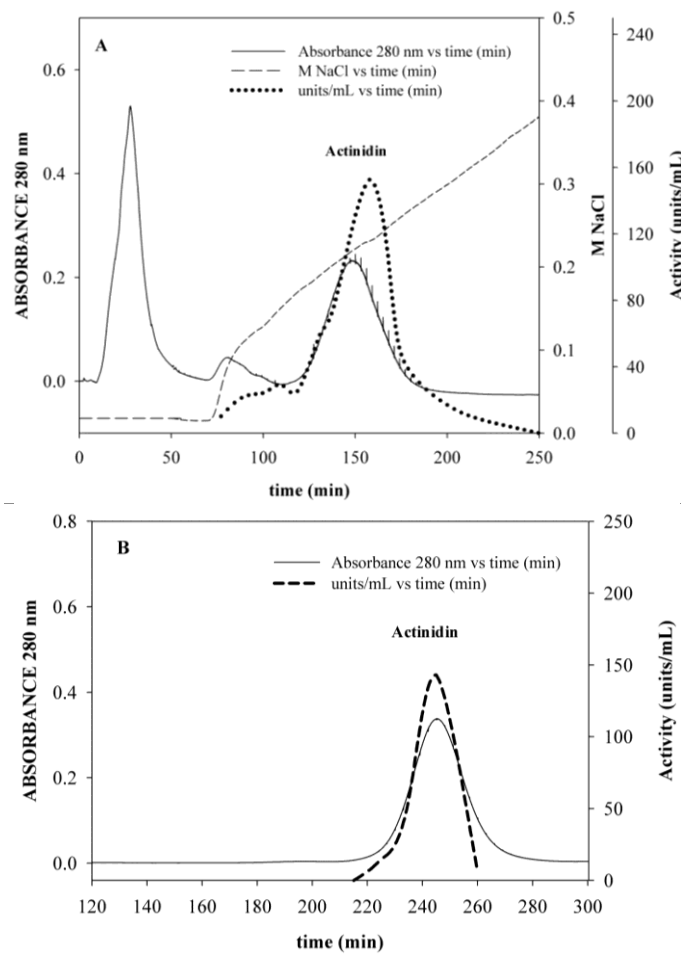 A
Absorbance 280 nm vs time (min)
M NaCl vs time (min)
units/mL vs time (min)
Actinidin
ABSORBANCE 280 nm
0.6
0.4
0.2
0.0
0.5
0.4
0.3
0.2
0.1
0.0
M NaCl
200
160
120
80
40
0
Activity (units/mL)
0 50 100 150 200 250
time (min)
B
Absorbance 280 nm vs time (min)
units/mL vs time (min)
Actinidin
ABSORBANCE 280 nm
0.8
0.6
0.4
0.2
0.0
250
200
150
100
50
0
Activity (units/mL)
120 140 160 180 200 220 240 260 280 300
time (min)